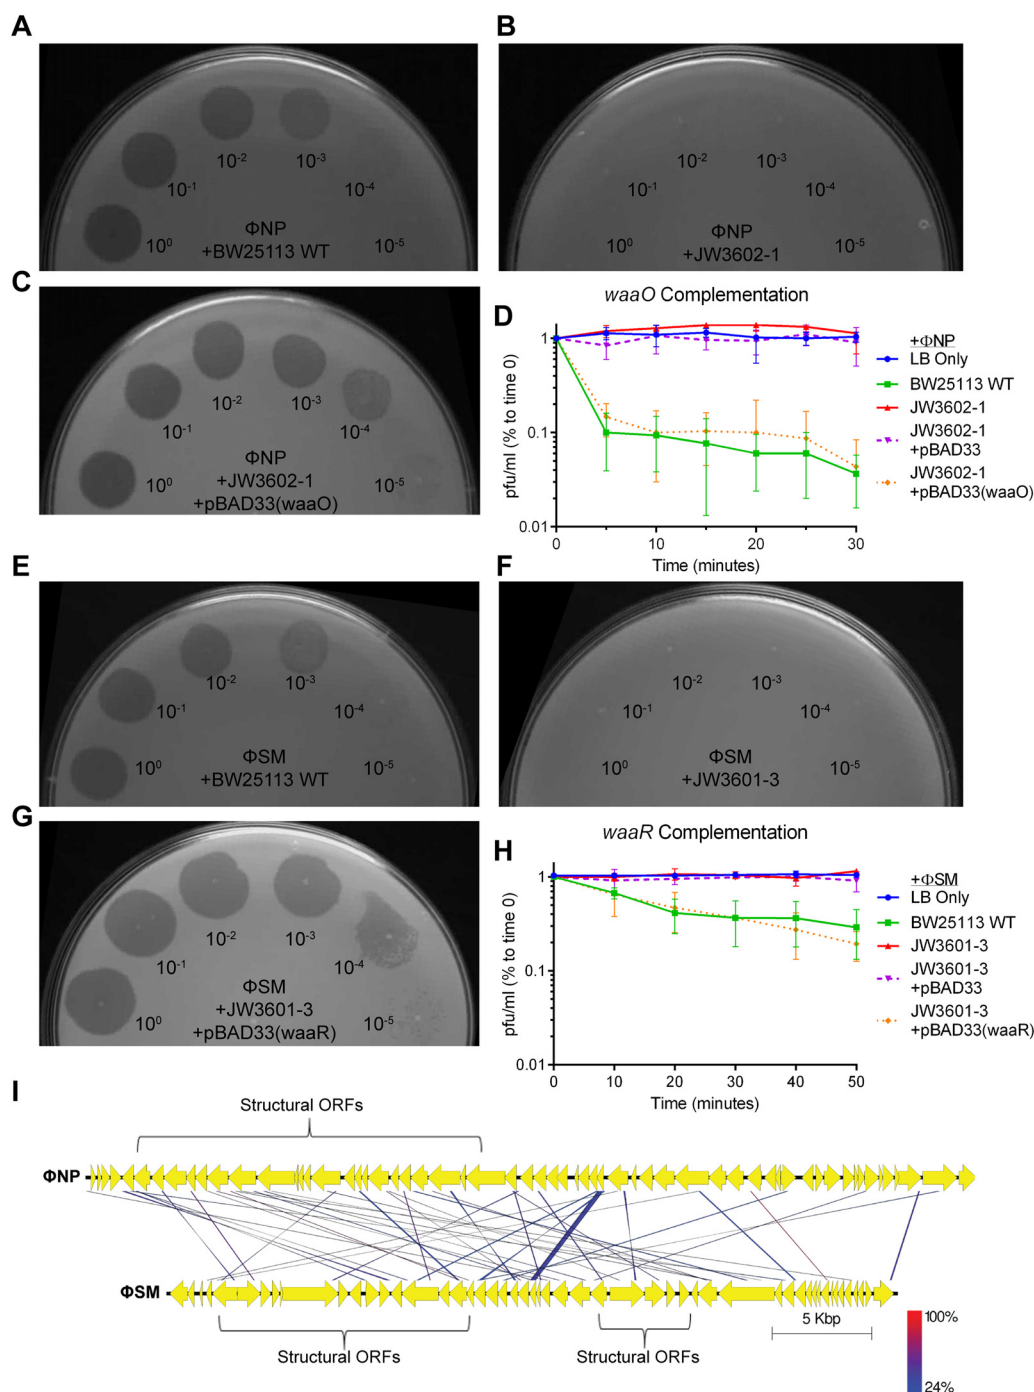 A
10⁰
10⁻¹
10⁻²
10⁻³
10⁻⁴
10⁻⁵
ΦNP
+BW25113 WT
B
10⁰
10⁻¹
10⁻²
10⁻³
10⁻⁴
10⁻⁵
ΦNP
+JW3602-1
C
10⁰
10⁻¹
10⁻²
10⁻³
10⁻⁴
10⁻⁵
ΦNP
+JW3602-1
+pBAD33(waaO)
D
waaO Complementation
pfu/ml (% to time 0)
1
0.1
0.01
0
10
20
30
Time (minutes)
+ΦNP
LB Only
BW25113 WT
JW3602-1
JW3602-1
+pBAD33
JW3602-1
+pBAD33(waaO)
E
10⁰
10⁻¹
10⁻²
10⁻³
10⁻⁴
10⁻⁵
ΦSM
+BW25113 WT
F
10⁰
10⁻¹
10⁻²
10⁻³
10⁻⁴
10⁻⁵
ΦSM
+JW3601-3
G
10⁰
10⁻¹
10⁻²
10⁻³
10⁻⁴
10⁻⁵
ΦSM
+JW3601-3
+pBAD33(waaR)
H
waaR Complementation
pfu/ml (% to time 0)
1
0.1
0.01
0
10
20
30
40
50
Time (minutes)
+ΦSM
LB Only
BW25113 WT
JW3601-3
JW3601-3
+pBAD33
JW3601-3
+pBAD33(waaR)
I
Structural ORFs
ΦNP
ΦSM
Structural ORFs
Structural ORFs
5 Kbp
100%
24%